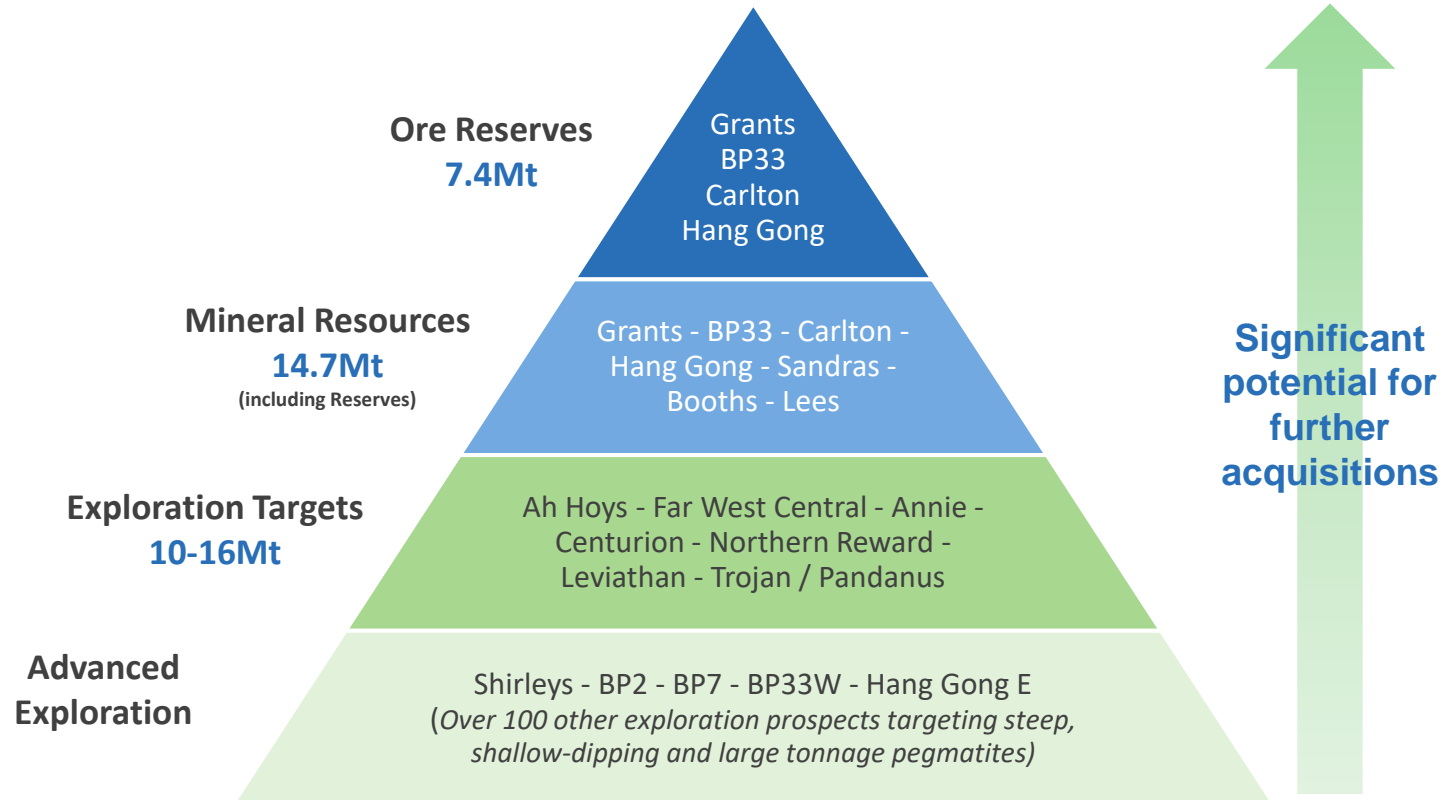 Ore Reserves
7.4Mt
Grants
BP33
Carlton
Hang Gong
Mineral Resources
14.7Mt
(including Reserves)
Grants - BP33 - Carlton -
Hang Gong - Sandras -
Booths - Lees
Significant
potential for
further
acquisitions
Exploration Targets
10-16Mt
Ah Hoys - Far West Central - Annie -
Centurion - Northern Reward -
Leviathan - Trojan / Pandanus
Advanced
Exploration
Shirleys - BP2 - BP7 - BP33W - Hang Gong E
(Over 100 other exploration prospects targeting steep,
shallow-dipping and large tonnage pegmatites)